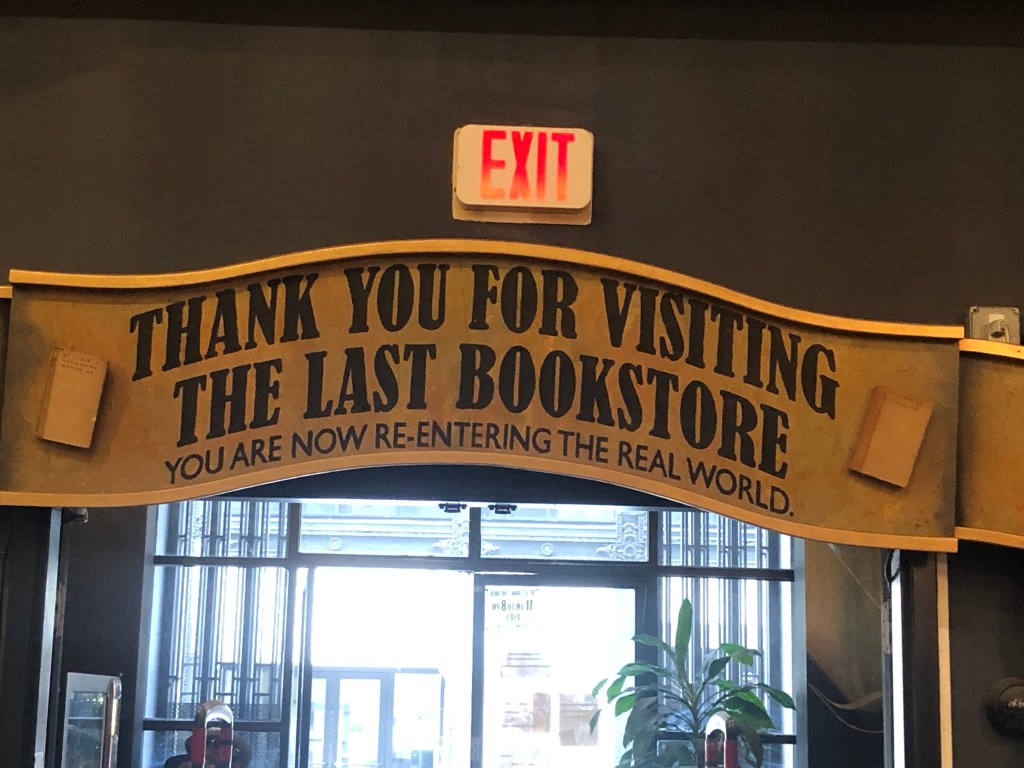 EXIT
THANK YOU FOR VISITING
THE LAST BOOKSTORE
YOU ARE NOW RE-ENTERING THE REAL WORLD.